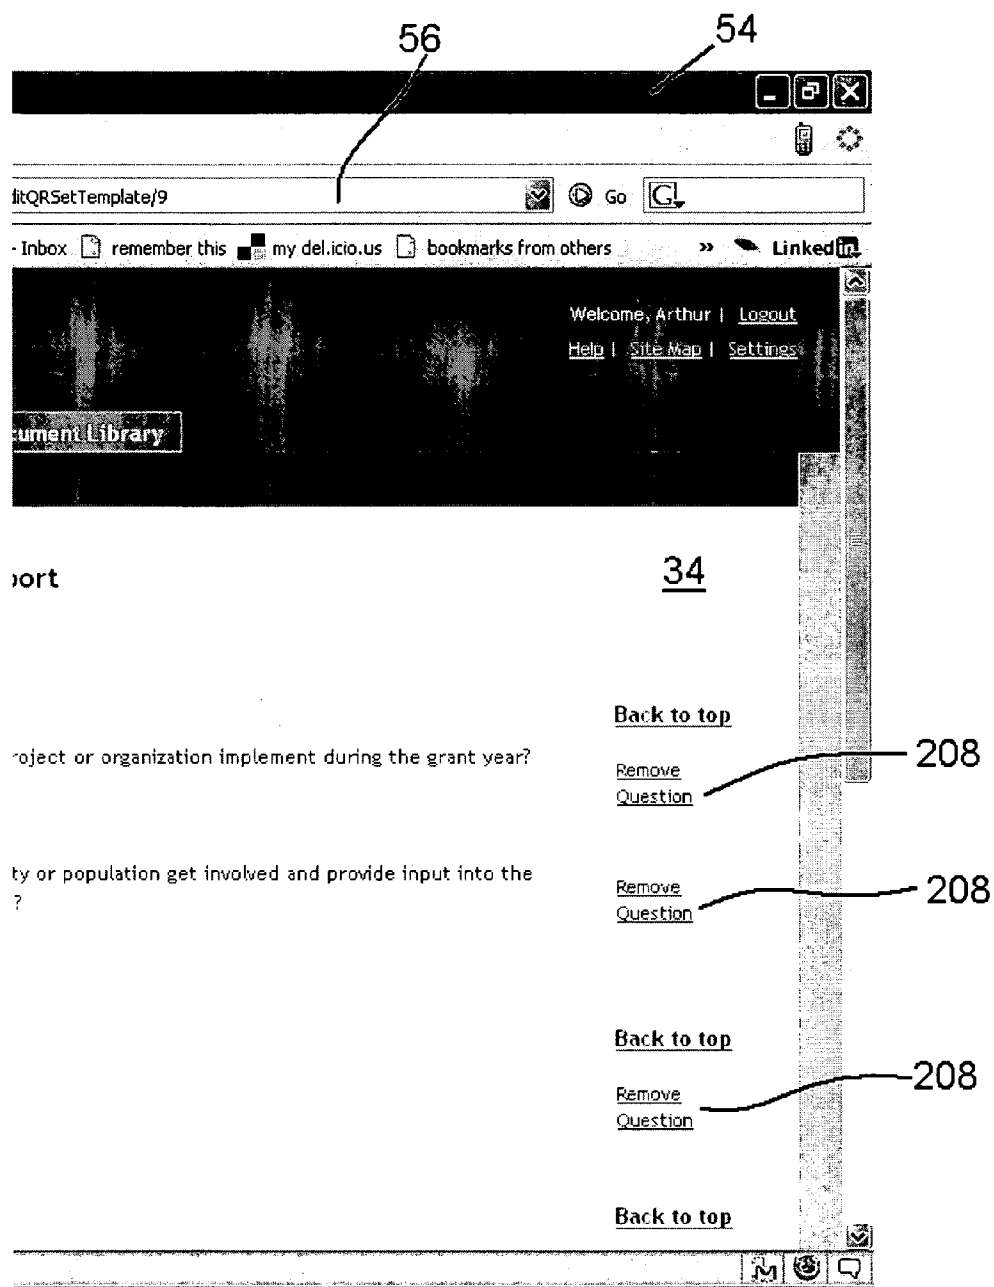 56
54
ditQRSetTemplate/9
Go
G
- Inbox remember this my del.icio.us bookmarks from others » Linked in
Welcome, Arthur | Logout
Help | Site Map | Settings
cument Library
port
34
Back to top
roject or organization implement during the grant year?
Remove
Question
208
ty or population get involved and provide input into the
?
Remove
Question
208
Back to top
Remove
Question
208
Back to top
M